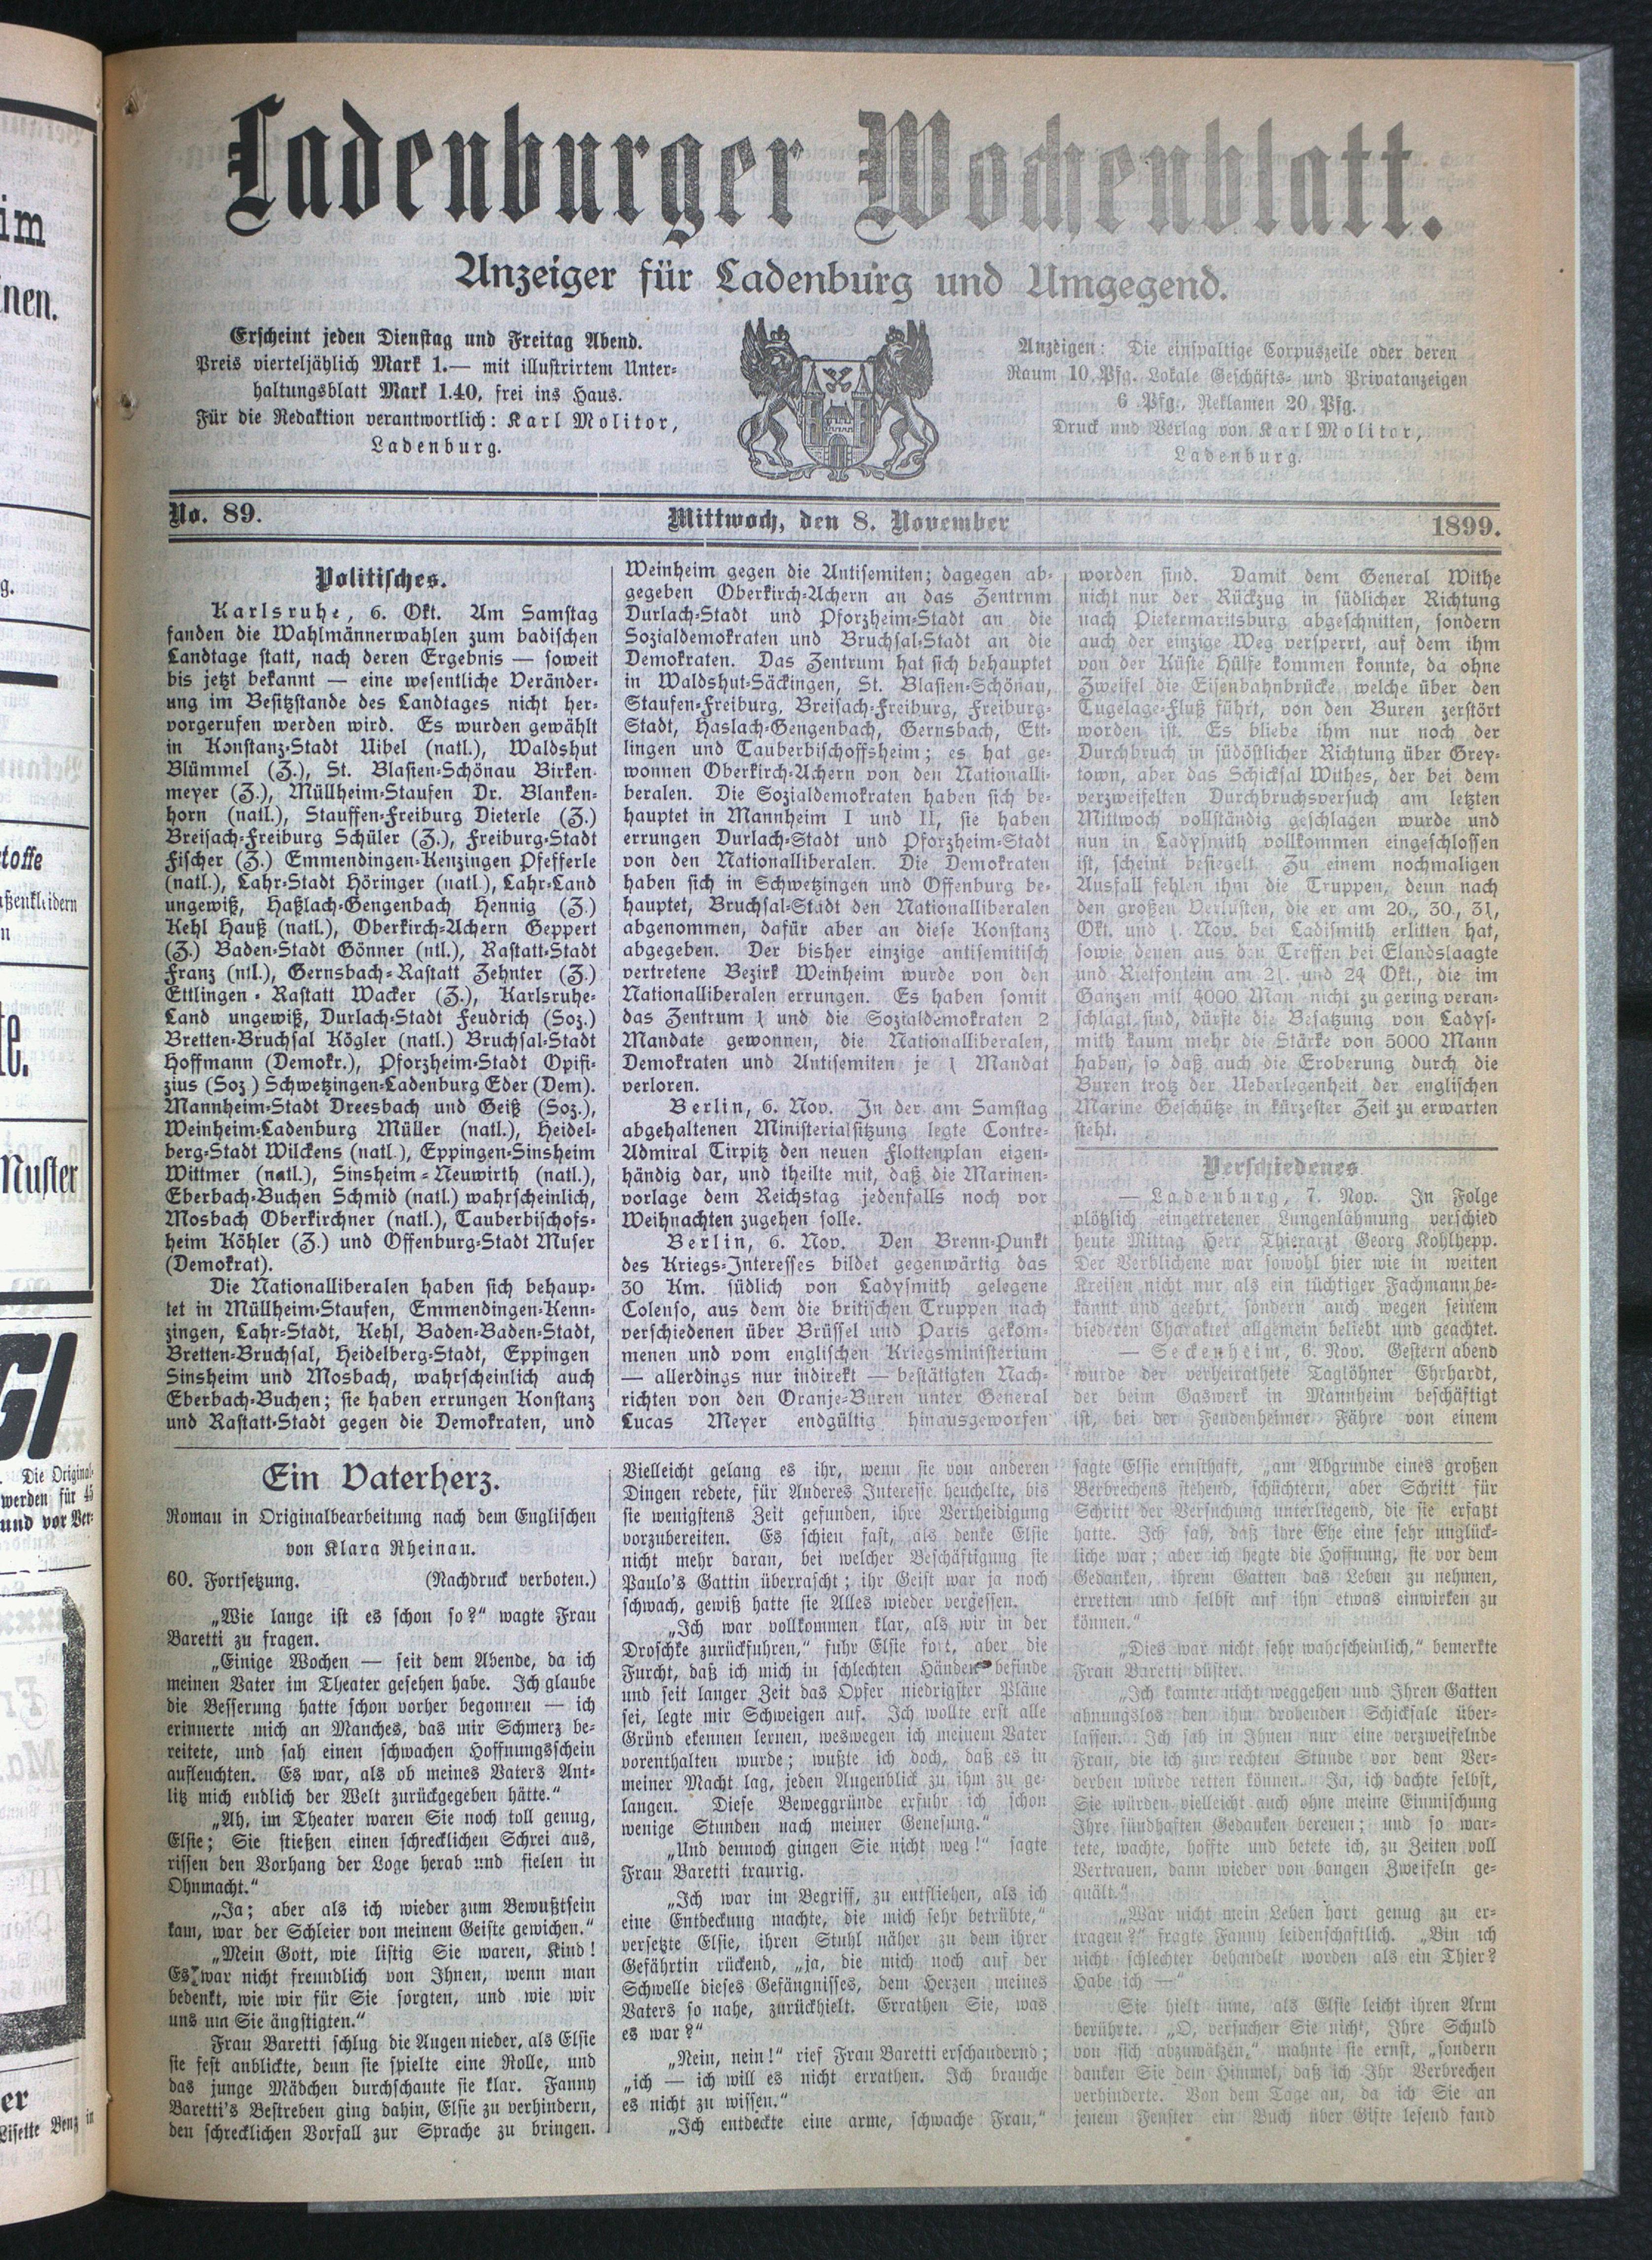 Ladenburger Wochenblatt.
Anzeiger für Ladenburg und Umgegend.
Erscheint jeden Dienstag und Freitag Abend.
Preis vierteljählich Mark 1.— mit illustrirtem Unter-
haltungsblatt Mark 1.40, frei ins Haus.
Für die Redaktion verantwortlich: Karl Molitor,
Ladenburg.
Anzeigen: Die einspaltige Corpuszeile oder deren
Raum 10 Pfg. Lokale Geschäfts- und Privatanzeigen
6 Pfg., Reklamen 20 Pfg.
Druck und Verlag von Karl Molitor,
Ladenburg.
No. 89.
Mittwoch, den 8. November
1899.
Politisches.
Karlsruhe, 6. Okt. Am Samstag
fanden die Wahlmännerwahlen zum badischen
Landtage statt, nach deren Ergebnis — soweit
bis jetzt bekannt — eine wesentliche Veränder-
ung im Besitzstande des Landtages nicht her-
vorgerufen werden wird. Es wurden gewählt
in Konstanz-Stadt Uibel (natl.), Waldshut
Blümmel (Z.), St. Blasien-Schönau Birken-
meyer (Z.), Müllheim-Staufen Dr. Blanken-
horn (natl.), Stauffen-Freiburg Dieterle (Z.)
Breisach-Freiburg Schüler (Z.), Freiburg-Stadt
Fischer (Z.) Emmendingen-Kenzingen Pfefferle
(natl.), Lahr-Stadt Höringer (natl.), Lahr-Land
ungewiß, Haßlach-Gengenbach Hennig (Z.)
Kehl Hauß (natl.), Oberkirch-Achern Geppert
(Z.) Baden-Stadt Gönner (ntl.), Rastatt-Stadt
Franz (ntl.), Gernsbach-Rastatt Zehnter (Z.)
Ettlingen-Rastatt Wacker (Z.), Karlsruhe-
Land ungewiß, Durlach-Stadt Feudrich (Soz.)
Bretten-Bruchsal Kögler (natl.) Bruchsal-Stadt
Hoffmann (Demokr.), Pforzheim-Stadt Opifi-
zius (Soz.) Schwetzingen-Ladenburg Eder (Dem).
Mannheim-Stadt Dreesbach und Geiß (Soz.),
Weinheim-Ladenburg Müller (natl.), Heidel-
berg-Stadt Wilckens (natl.), Eppingen-Sinsheim
Wittmer (natl.), Sinsheim-Neuwirth (natl.),
Eberbach-Buchen Schmid (natl.) wahrscheinlich,
Mosbach Oberkirchner (natl.), Tauberbischofs-
heim Köhler (Z.) und Offenburg-Stadt Muser
(Demokrat).
Die Nationalliberalen haben sich behaup-
tet in Müllheim-Staufen, Emmendingen-Kenn-
zingen, Lahr-Stadt, Kehl, Baden-Baden-Stadt,
Bretten-Bruchsal, Heidelberg-Stadt, Eppingen
Sinsheim und Mosbach, wahrscheinlich auch
Eberbach-Buchen; sie haben errungen Konstanz
und Rastatt-Stadt gegen die Demokraten, und
Weinheim gegen die Antisemiten; dagegen ab-
gegeben Oberkirch-Achern an das Zentrum
Durlach-Stadt und Pforzheim-Stadt an die
Sozialdemokraten und Bruchsal-Stadt an die
Demokraten. Das Zentrum hat sich behauptet
in Waldshut-Säckingen, St. Blasien-Schönau,
Staufen-Freiburg, Breisach-Freiburg, Freiburg-
Stadt, Haslach-Gengenbach, Gernsbach, Ett-
lingen und Tauberbischoffsheim; es hat ge-
wonnen Oberkirch-Achern von den Nationalli-
beralen. Die Sozialdemokraten haben sich be-
hauptet in Mannheim I und II, sie haben
errungen Durlach-Stadt und Pforzheim-Stadt
von den Nationalliberalen. Die Demokraten
haben sich in Schwetzingen und Offenburg be-
hauptet, Bruchsal-Stadt den Nationalliberalen
abgenommen, dafür aber an diese Konstanz
abgegeben. Der bisher einzige antisemitisch
vertretene Bezirk Weinheim wurde von den
Nationalliberalen errungen. Es haben somit
das Zentrum 1 und die Sozialdemokraten 2
Mandate gewonnen, die Nationalliberalen,
Demokraten und Antisemiten je 1 Mandat
verloren.
Berlin, 6. Nov. In der am Samstag
abgehaltenen Ministerialsitzung legte Contre-
Admiral Tirpitz den neuen Flottenplan eigen-
händig dar, und theilte mit, daß die Marinen-
vorlage dem Reichstag jedenfalls noch vor
Weihnachten zugehen solle.
Berlin, 6. Nov. Den Brenn-Punkt
des Kriegs-Interesses bildet gegenwärtig das
30 Km. südlich von Ladysmith gelegene
Colenso, aus dem die britischen Truppen nach
verschiedenen über Brüssel und Paris gekom-
menen und vom englischen Kriegsministerium
— allerdings nur indirekt — bestätigten Nach-
richten von den Oranje-Buren unter General
Lucas Meyer endgültig hinausgeworfen
worden sind. Damit dem General Withe
nicht nur der Rückzug in südlicher Richtung
nach Pietermaritsburg abgeschnitten, sondern
auch der einzige Weg versperrt, auf dem ihm
von der Küste Hülfe kommen konnte, da ohne
Zweifel die Eisenbahnbrücke, welche über den
Tugelage-Fluß führt, von den Buren zerstört
worden ist. Es bliebe ihm nur noch der
Durchbruch in südöstlicher Richtung über Grey-
town, aber das Schicksal Withes, der bei dem
verzweifelten Durchbruchsversuch am letzten
Mittwoch vollständig geschlagen wurde und
nun in Ladysmith vollkommen eingeschlossen
ist, scheint besiegelt. Zu einem nochmaligen
Ausfall fehlen ihm die Truppen, denn nach
den großen Verlusten, die er am 20., 30., 31,
Okt. und 1. Nov. bei Ladismith erlitten hat,
sowie denen aus den Treffen bei Elandslaagte
und Rietfontein am 21. und 24 Okt., die im
Ganzen mit 4000 Man nicht zu gering veran-
schlagt sind, dürfte die Besatzung von Ladys-
mith kaum mehr die Stärke von 5000 Mann
haben, so daß auch die Eroberung durch die
Buren trotz der Ueberlegenheit der englischen
Marine Geschütze in kürzester Zeit zu erwarten
steht.
Verschiedenes
— Ladenburg, 7. Nov. In Folge
plötzlich eingetretener Lungenlähmung verschied
heute Mittag Herr Thierarzt Georg Kohlhepp.
Der Verblichene war sowohl hier wie in weiten
Kreisen nicht nur als ein tüchtiger Fachmann be-
kannt und geehrt, sondern auch wegen seinem
biederen Charakter allgemein beliebt und geachtet.
— Seckenheim, 6. Nov. Gestern abend
wurde der verheirathete Taglöhner Ehrhardt,
der beim Gaswerk in Mannheim beschäftigt
ist, bei der Feudenheimer Fähre von einem
Ein Vaterherz.
Roman in Originalbearbeitung nach dem Englischen
von Klara Rheinau.
60. Fortsetzung. (Nachdruck verboten.)
„Wie lange ist es schon so?“ wagte Frau
Baretti zu fragen.
„Einige Wochen — seit dem Abende, da ich
meinen Vater im Theater gesehen habe. Ich glaube
die Besserung hatte schon vorher begonnen — ich
erinnerte mich an Manches, das mir Schmerz be-
reitete, und sah einen schwachen Hoffnungsschein
aufleuchten. Es war, als ob meines Vaters Ant-
litz mich endlich der Welt zurückgegeben hätte.“
„Ah, im Theater waren Sie noch toll genug,
Elsie; Sie stießen einen schrecklichen Schrei aus,
rissen den Vorhang der Loge herab und fielen in
Ohnmacht.“
„Ja; aber als ich wieder zum Bewußtsein
kam, war der Schleier von meinem Geiste gewichen.“
„Mein Gott, wie listig Sie waren, Kind!
Es war nicht freundlich von Ihnen, wenn man
bedenkt, wie wir für Sie sorgten, und wie wir
uns um Sie ängstigten.“
Frau Baretti schlug die Augen nieder, als Elsie
sie fest anblickte, denn sie spielte eine Rolle, und
das junge Mädchen durchschaute sie klar. Fanny
Baretti's Bestreben ging dahin, Elsie zu verhindern,
den schrecklichen Vorfall zur Sprache zu bringen.
Vielleicht gelang es ihr, wenn sie von anderen
Dingen redete, für Anderes Interesse heuchelte, bis
sie wenigstens Zeit gefunden, ihre Vertheidigung
vorzubereiten. Es schien fast, als denke Elsie
nicht mehr daran, bei welcher Beschäftigung sie
Paulo's Gattin überrascht; ihr Geist war ja noch
schwach, gewiß hatte sie Alles wieder vergessen.
„Ich war vollkommen klar, als wir in der
Droschke zurückfuhren,“ fuhr Elsie fort, aber die
Furcht, daß ich mich in schlechten Händen befinde
und seit langer Zeit das Opfer niedrigster Pläne
sei, legte mir Schweigen auf. Ich wollte erst alle
Gründ ekennen lernen, weswegen ich meinem Vater
vorenthalten wurde; wußte ich doch, daß es in
meiner Macht lag, jeden Augenblick zu ihm zu ge-
langen. Diese Beweggründe erfuhr ich schon
wenige Stunden nach meiner Genesung.“
„Und dennoch gingen Sie nicht weg!“ sagte
Frau Baretti traurig.
„Ich war im Begriff, zu entfliehen, als ich
eine Entdeckung machte, die mich sehr betrübte,“
versetzte Elsie, ihren Stuhl näher zu dem ihrer
Gefährtin rückend, „ja, die mich noch auf der
Schwelle dieses Gefängnisses, dem Herzen meines
Vaters so nahe, zurückhielt. Errathen Sie, was
es war?“
„Nein, nein!“ rief Frau Baretti erschaudernd;
„ich — ich will es nicht errathen. Ich brauche
es nicht zu wissen.“
„Ich entdeckte eine arme, schwache Frau,“
sagte Elsie ernsthaft, „am Abgrunde eines großen
Verbrechens stehend, schüchtern, aber Schritt für
Schritt der Versuchung unterliegend, die sie erfaßt
hatte. Ich sah, daß ihre Ehe eine sehr unglück-
liche war; aber ich hegte die Hoffnung, sie vor dem
Gedanken, ihrem Gatten das Leben zu nehmen,
erretten und selbst auf ihn etwas einwirken zu
können.“
„Dies war nicht sehr wahrscheinlich,“ bemerkte
Frau Baretti düster.
„Ich konnte nicht weggehen und Ihren Gatten
ahnungslos den ihm drohenden Schicksale über-
lassen. Ich sah in Ihnen nur eine verzweifelnde
Frau, die ich zur rechten Stunde vor dem Ver-
derben würde retten können. Ja, ich dachte selbst,
Sie würden vielleicht auch ohne meine Einmischung
Ihre sündhaften Gedanken bereuen; und so war-
tete, wachte, hoffte und betete ich, zu Zeiten voll
Vertrauen, dann wieder von bangen Zweifeln ge-
quält.“
„War nicht mein Leben hart genug zu er-
tragen?“ fragte Fanny leidenschaftlich. „Bin ich
nicht schlechter behandelt worden als ein Thier?
Habe ich —“
Sie hielt inne, als Elsie leicht ihren Arm
berührte. „O, versuchen Sie nicht, Ihre Schuld
von sich abzuwälzen,“ mahnte sie ernst, „sondern
danken Sie dem Himmel, daß ich Ihr Verbrechen
verhinderte. Von dem Tage an, da ich Sie an
jenem Fenster ein Buch über Gifte lesend fand